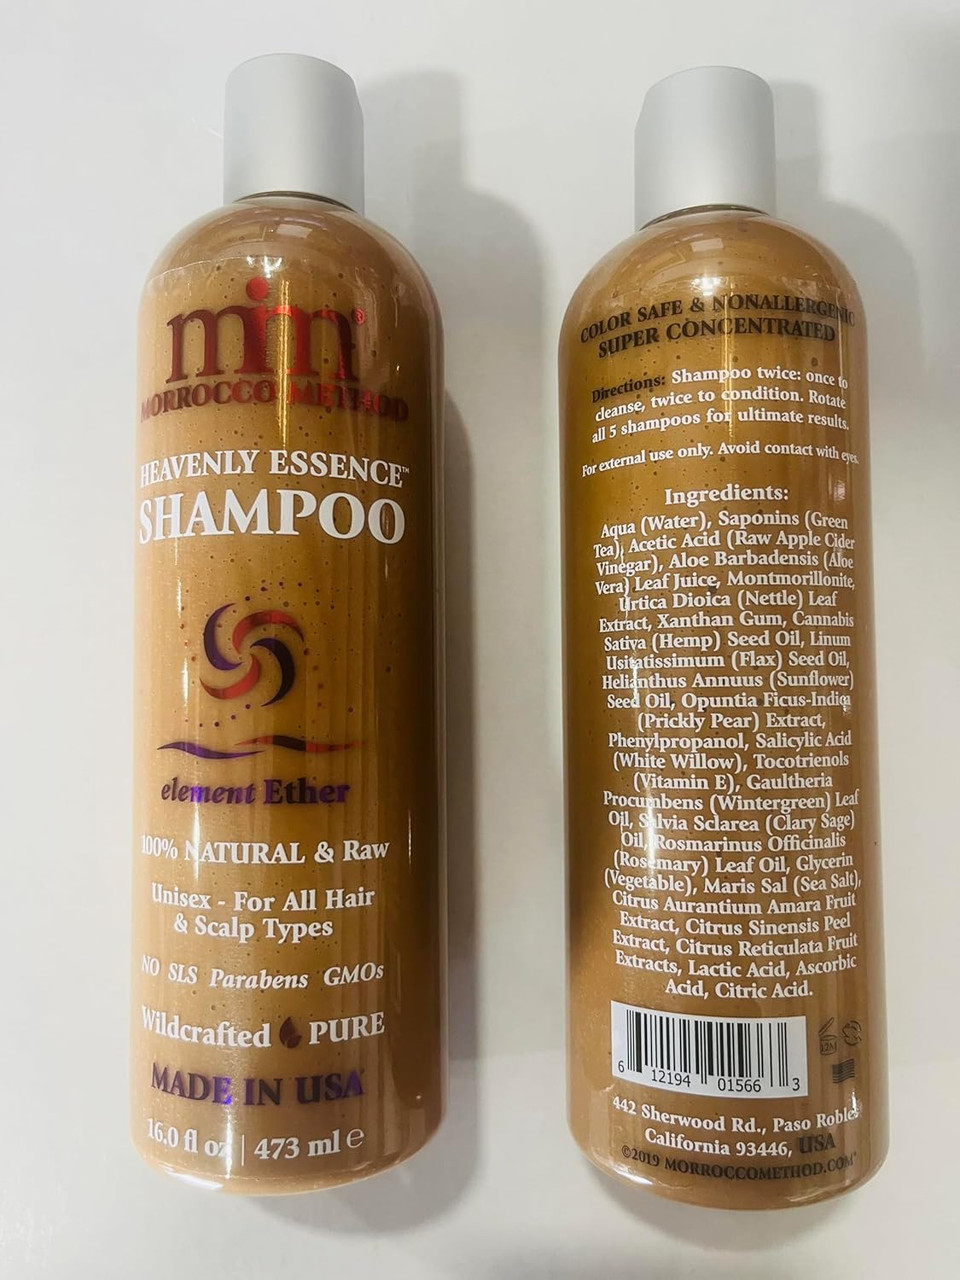 mm®
MORROCCO METHOD
HEAVENLY ESSENCE™
SHAMPOO
element Ether
100% NATURAL & Raw
Unisex - For All Hair
& Scalp Types
NO SLS Parabens GMOs
Wildcrafted PURE
MADE IN USA
16.0 fl oz | 473 ml ℮
COLOR SAFE & NONALLERGENIC
SUPER CONCENTRATED
Directions: Shampoo twice: once to
cleanse, twice to condition. Rotate
all 5 shampoos for ultimate results.
For external use only. Avoid contact with eyes.
Ingredients:
Aqua (Water), Saponins (Green
Tea), Acetic Acid (Raw Apple Cider
Vinegar), Aloe Barbadensis (Aloe
Vera) Leaf Juice, Montmorillonite,
Urtica Dioica (Nettle) Leaf
Extract, Xanthan Gum, Cannabis
Sativa (Hemp) Seed Oil, Linum
Usitatissimum (Flax) Seed Oil,
Helianthus Annuus (Sunflower)
Seed Oil, Opuntia Ficus-Indica
(Prickly Pear) Extract,
Phenylpropanol, Salicylic Acid
(White Willow), Tocotrienols
(Vitamin E), Gaultheria
Procumbens (Wintergreen) Leaf
Oil, Salvia Sclarea (Clary Sage)
Oil, Rosmarinus Officinalis
(Rosemary) Leaf Oil, Glycerin
(Vegetable), Maris Sal (Sea Salt),
Citrus Aurantium Amara Fruit
Extract, Citrus Sinensis Peel
Extract, Citrus Reticulata Fruit
Extracts, Lactic Acid, Ascorbic
Acid, Citric Acid.
12M
6 12194 01566 3
442 Sherwood Rd., Paso Robles
California 93446, USA
©2019 MORROCCOMETHOD.COM®